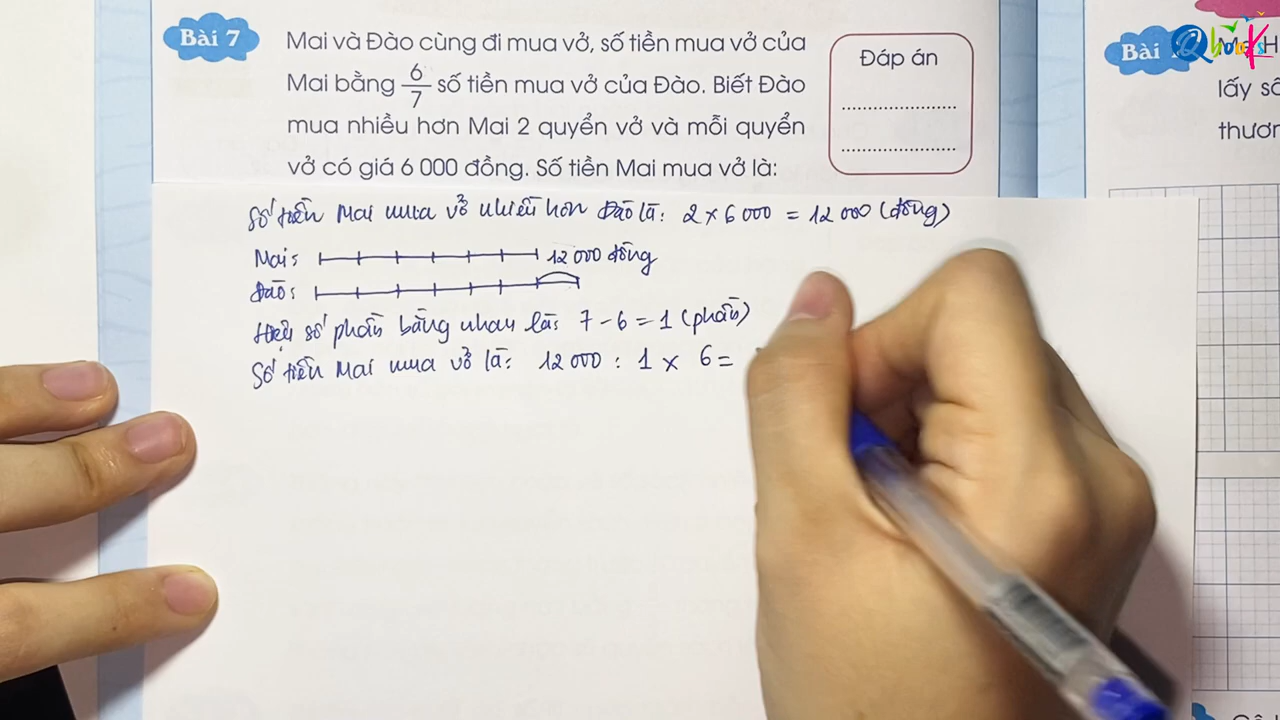 Bài 7
Mai và Đào cùng đi mua vở, số tiền mua vở của
Mai bằng 6/7 số tiền mua vở của Đào. Biết Đào
mua nhiều hơn Mai 2 quyển vở và mỗi quyển
vở có giá 6 000 đồng. Số tiền Mai mua vở là:
Đáp án
Số tiền Mai mua vở nhiều hơn Đào là: 2 x 6 000 = 12 000 (đồng)
Mai: 12 000 đồng
Đào:
Hiệu số phần bằng nhau là: 7 - 6 = 1 (phần)
Số tiền Mai mua vở là: 12 000 : 1 x 6 =
Bài
lấy số
thươn